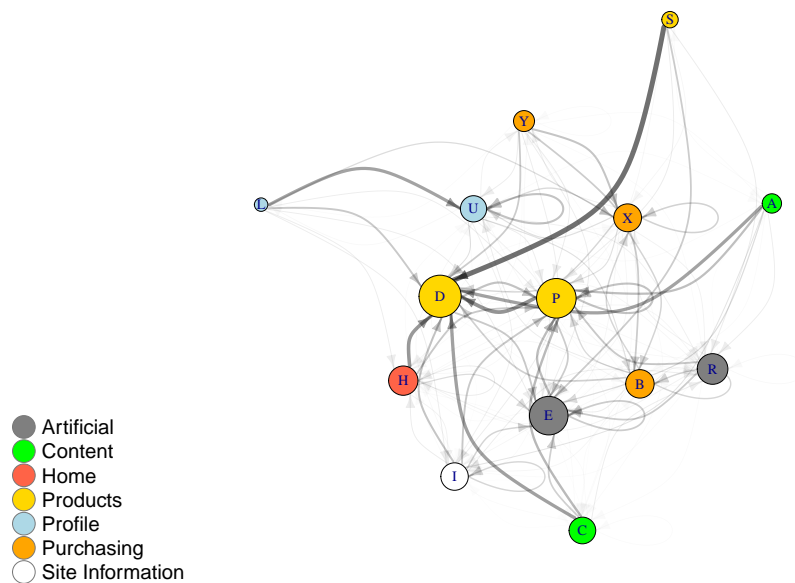 S
Y
L
U
X
A
D
P
H
E
B
R
I
C
Artificial
Content
Home
Products
Profile
Purchasing
Site Information